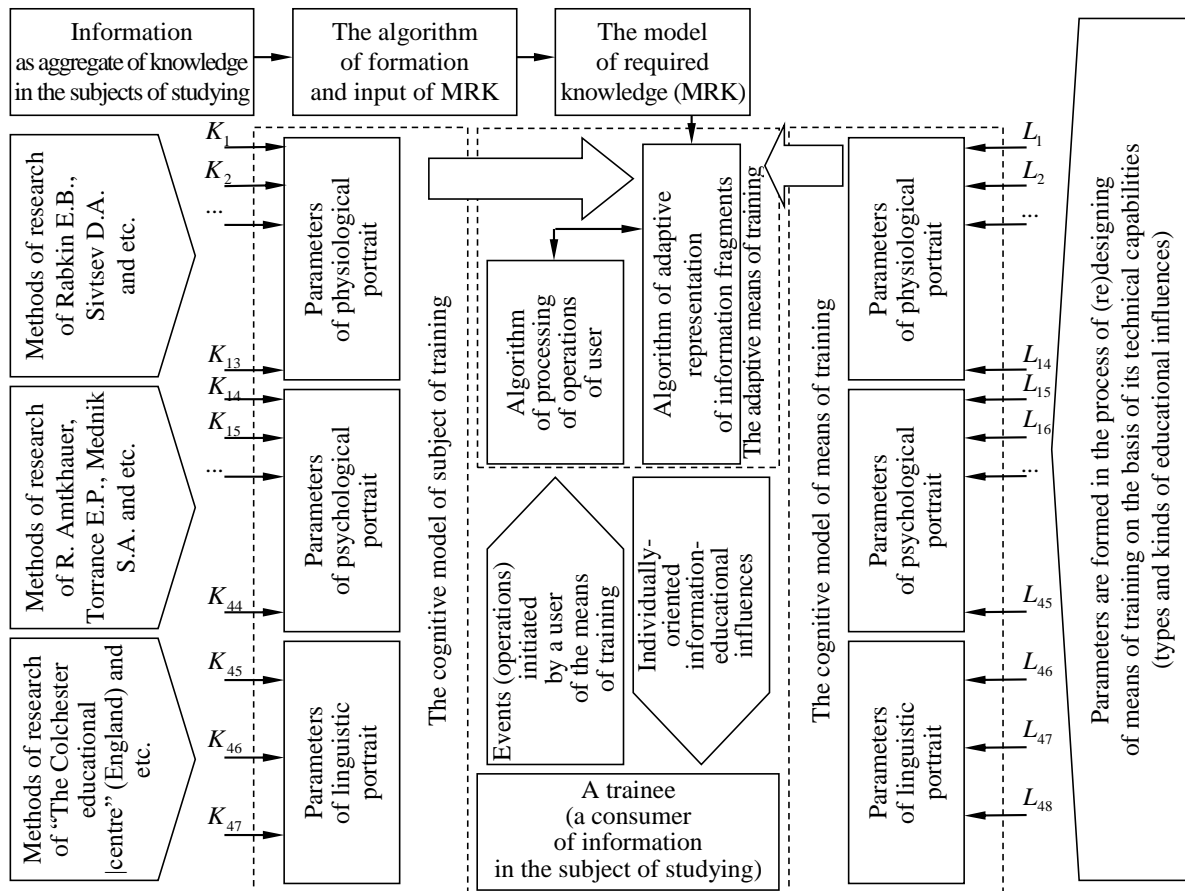 Information
as aggregate of knowledge
in the subjects of studying
The algorithm
of formation
and input of MRK
The model
of required
knowledge (MRK)
Methods of research
of Rabkin E.B.,
Sivtsev D.A.
and etc.
K1
K2
...
K13
Parameters
of physiological
portrait
Methods of research
of R. Amtkhauer,
Torrance E.P., Mednik
S.A. and etc.
K14
K15
...
K44
Parameters
of psychological
portrait
Methods of research
of “The Colchester
educational
|centre” (England) and
etc.
K45
K46
K47
Parameters
of linguistic
portrait
The cognitive model of subject of training
Algorithm
of processing
of operations
of user
Algorithm of adaptive
representation
of information fragments
The adaptive means of training
Events (operations)
initiated
by a user
of the means
of training
Individually-
oriented
information-
educational
influences
A trainee
(a consumer
of information
in the subject of studying)
The cognitive model of means of training
Parameters
of physiological
portrait
L1
L2
...
L14
Parameters
of psychological
portrait
L15
L16
...
L45
Parameters
of linguistic
portrait
L46
L47
L48
Parameters are formed in the process of (re)designing
of means of training on the basis of its technical capabilities
(types and kinds of educational influences)